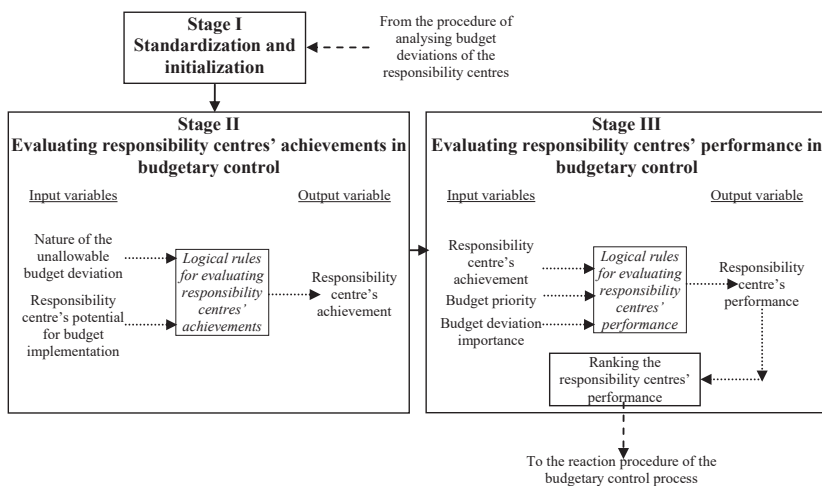 Stage I
Standardization and
initialization
From the procedure of
analysing budget
deviations of the
responsibility centres
Stage II
Evaluating responsibility centres’ achievements in
budgetary control
Input variables
Output variable
Nature of the
unallowable
budget deviation
Responsibility
centre’s potential
for budget
implementation
Logical rules
for evaluating
responsibility
centres’
achievements
Responsibility
centre’s
achievement
Stage III
Evaluating responsibility centres’ performance in
budgetary control
Input variables
Output variable
Responsibility
centre’s
achievement
Budget priority
Budget deviation
importance
Logical rules
for evaluating
responsibility
centres’
performance
Responsibility
centre’s
performance
Ranking the
responsibility centres’
performance
To the reaction procedure of the
budgetary control process